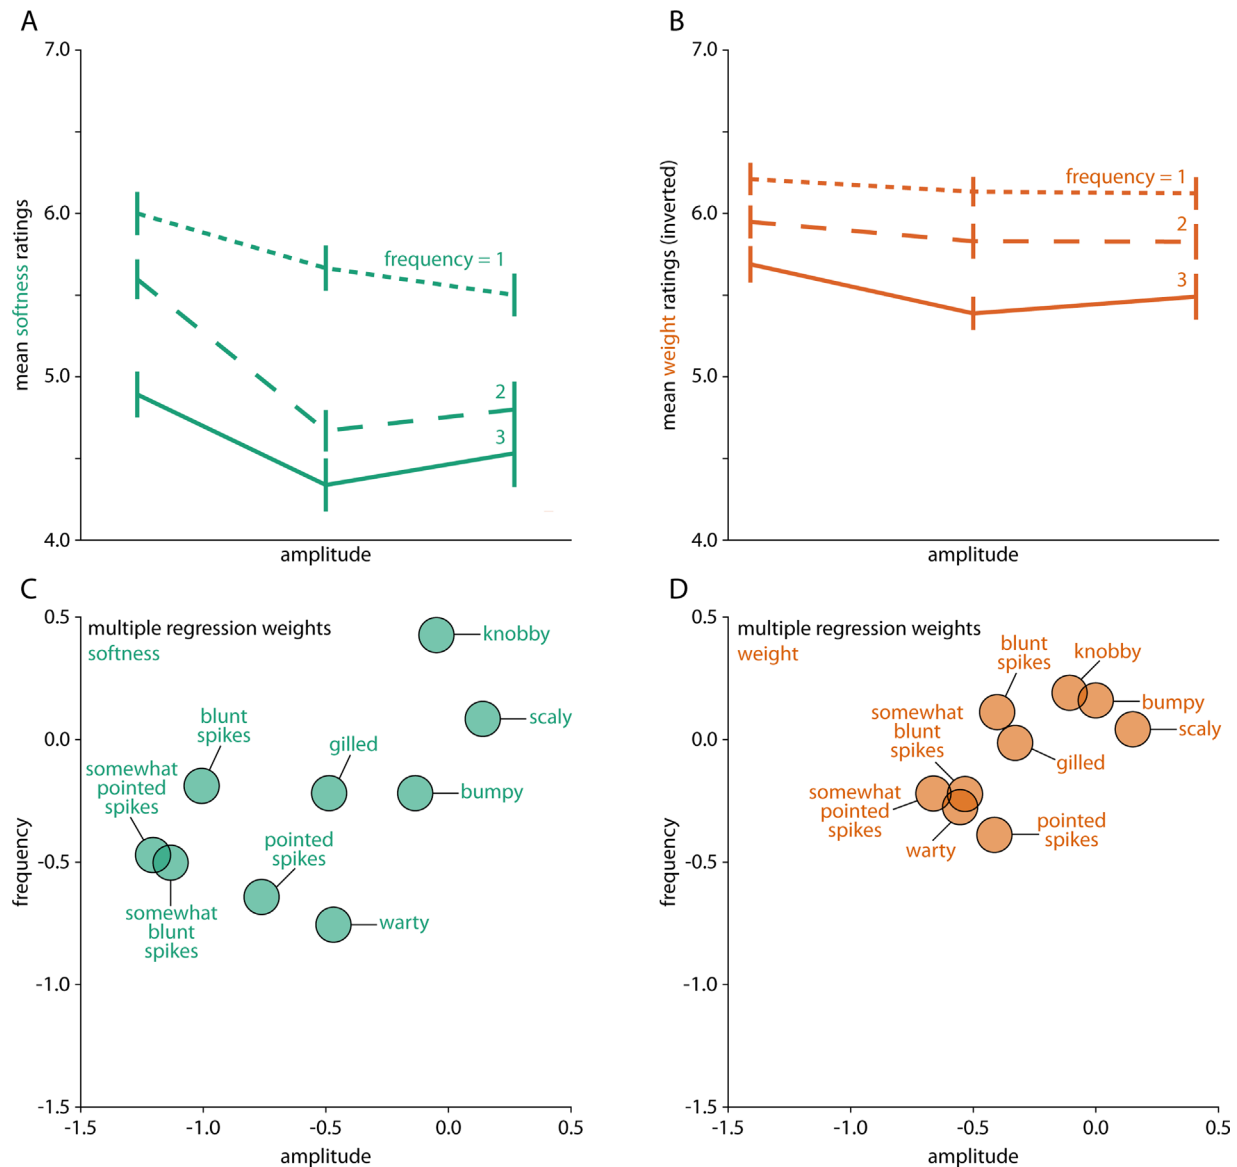 A
7.0
6.0
5.0
4.0
mean softness ratings
frequency = 1
2
3
amplitude
B
7.0
6.0
5.0
4.0
mean weight ratings (inverted)
frequency = 1
2
3
amplitude
C
0.5
0.0
-0.5
-1.0
-1.5
frequency
multiple regression weights
softness
knobby
scaly
blunt
spikes
gilled
somewhat
pointed
spikes
bumpy
pointed
spikes
somewhat
blunt
spikes
warty
-1.5
-1.0
-0.5
0.0
0.5
amplitude
D
0.5
0.0
-0.5
-1.0
-1.5
frequency
multiple regression weights
weight
blunt
spikes
knobby
bumpy
somewhat
blunt
spikes
scaly
gilled
somewhat
pointed
spikes
pointed
spikes
warty
-1.5
-1.0
-0.5
0.0
0.5
amplitude